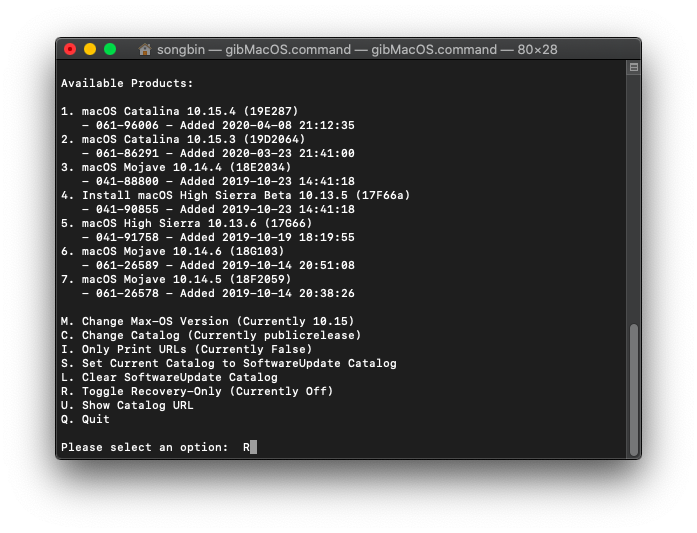 songbin — gibMacOS.command — gibMacOS.command — 80×28
Available Products:
1. macOS Catalina 10.15.4 (19E287)
- 061-96006 - Added 2020-04-08 21:12:35
2. macOS Catalina 10.15.3 (19D2064)
- 061-86291 - Added 2020-03-23 21:41:00
3. macOS Mojave 10.14.4 (18E2034)
- 041-88800 - Added 2019-10-23 14:41:18
4. Install macOS High Sierra Beta 10.13.5 (17F66a)
- 041-90855 - Added 2019-10-23 14:41:18
5. macOS High Sierra 10.13.6 (17G66)
- 041-91758 - Added 2019-10-19 18:19:55
6. macOS Mojave 10.14.6 (18G103)
- 061-26589 - Added 2019-10-14 20:51:08
7. macOS Mojave 10.14.5 (18F2059)
- 061-26578 - Added 2019-10-14 20:38:26
M. Change Max-OS Version (Currently 10.15)
C. Change Catalog (Currently publicrelease)
I. Only Print URLs (Currently False)
S. Set Current Catalog to SoftwareUpdate Catalog
L. Clear SoftwareUpdate Catalog
R. Toggle Recovery-Only (Currently Off)
U. Show Catalog URL
Q. Quit
Please select an option:  R